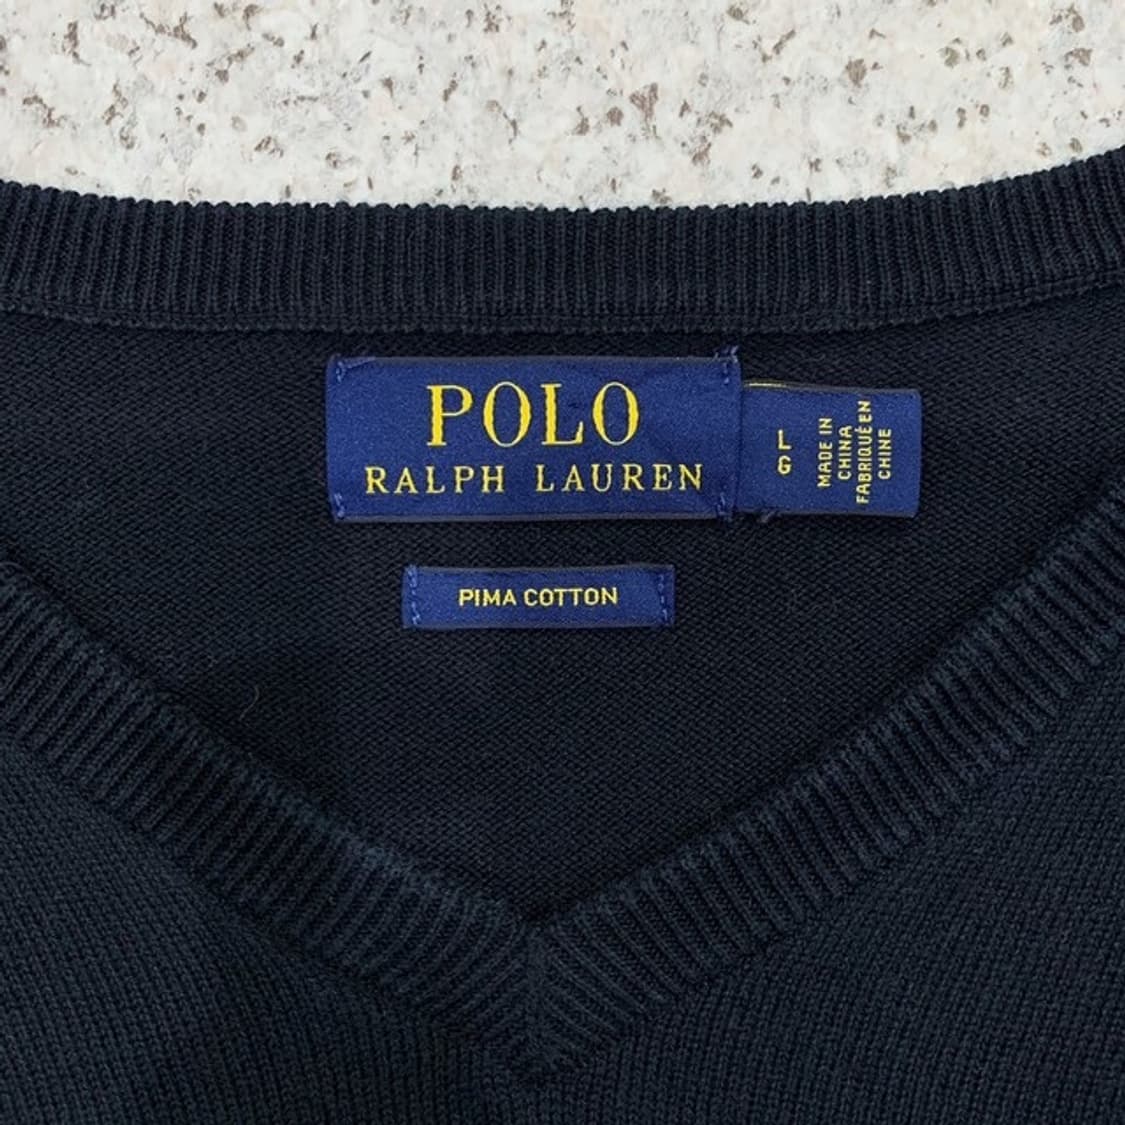 POLO
RALPH LAUREN
L
G
MADE IN
CHINA
FABRIQUÉ EN
CHINE
PIMA COTTON